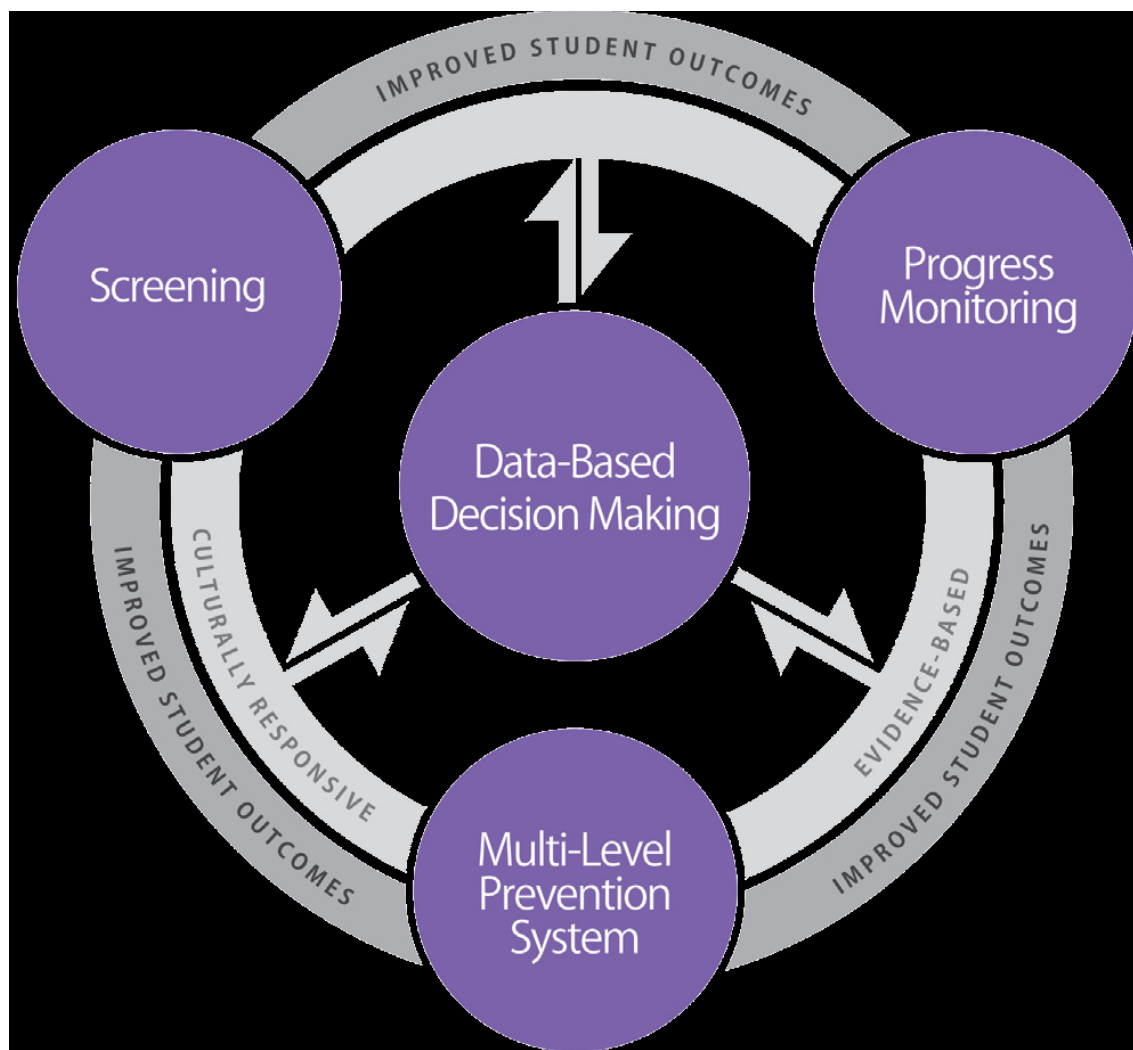 IMPROVED STUDENT OUTCOMES
Screening
Progress
Monitoring
Data-Based
Decision Making
IMPROVED STUDENT OUTCOMES
CULTURALLY RESPONSIVE
EVIDENCE-BASED
IMPROVED STUDENT OUTCOMES
Multi-Level
Prevention
System